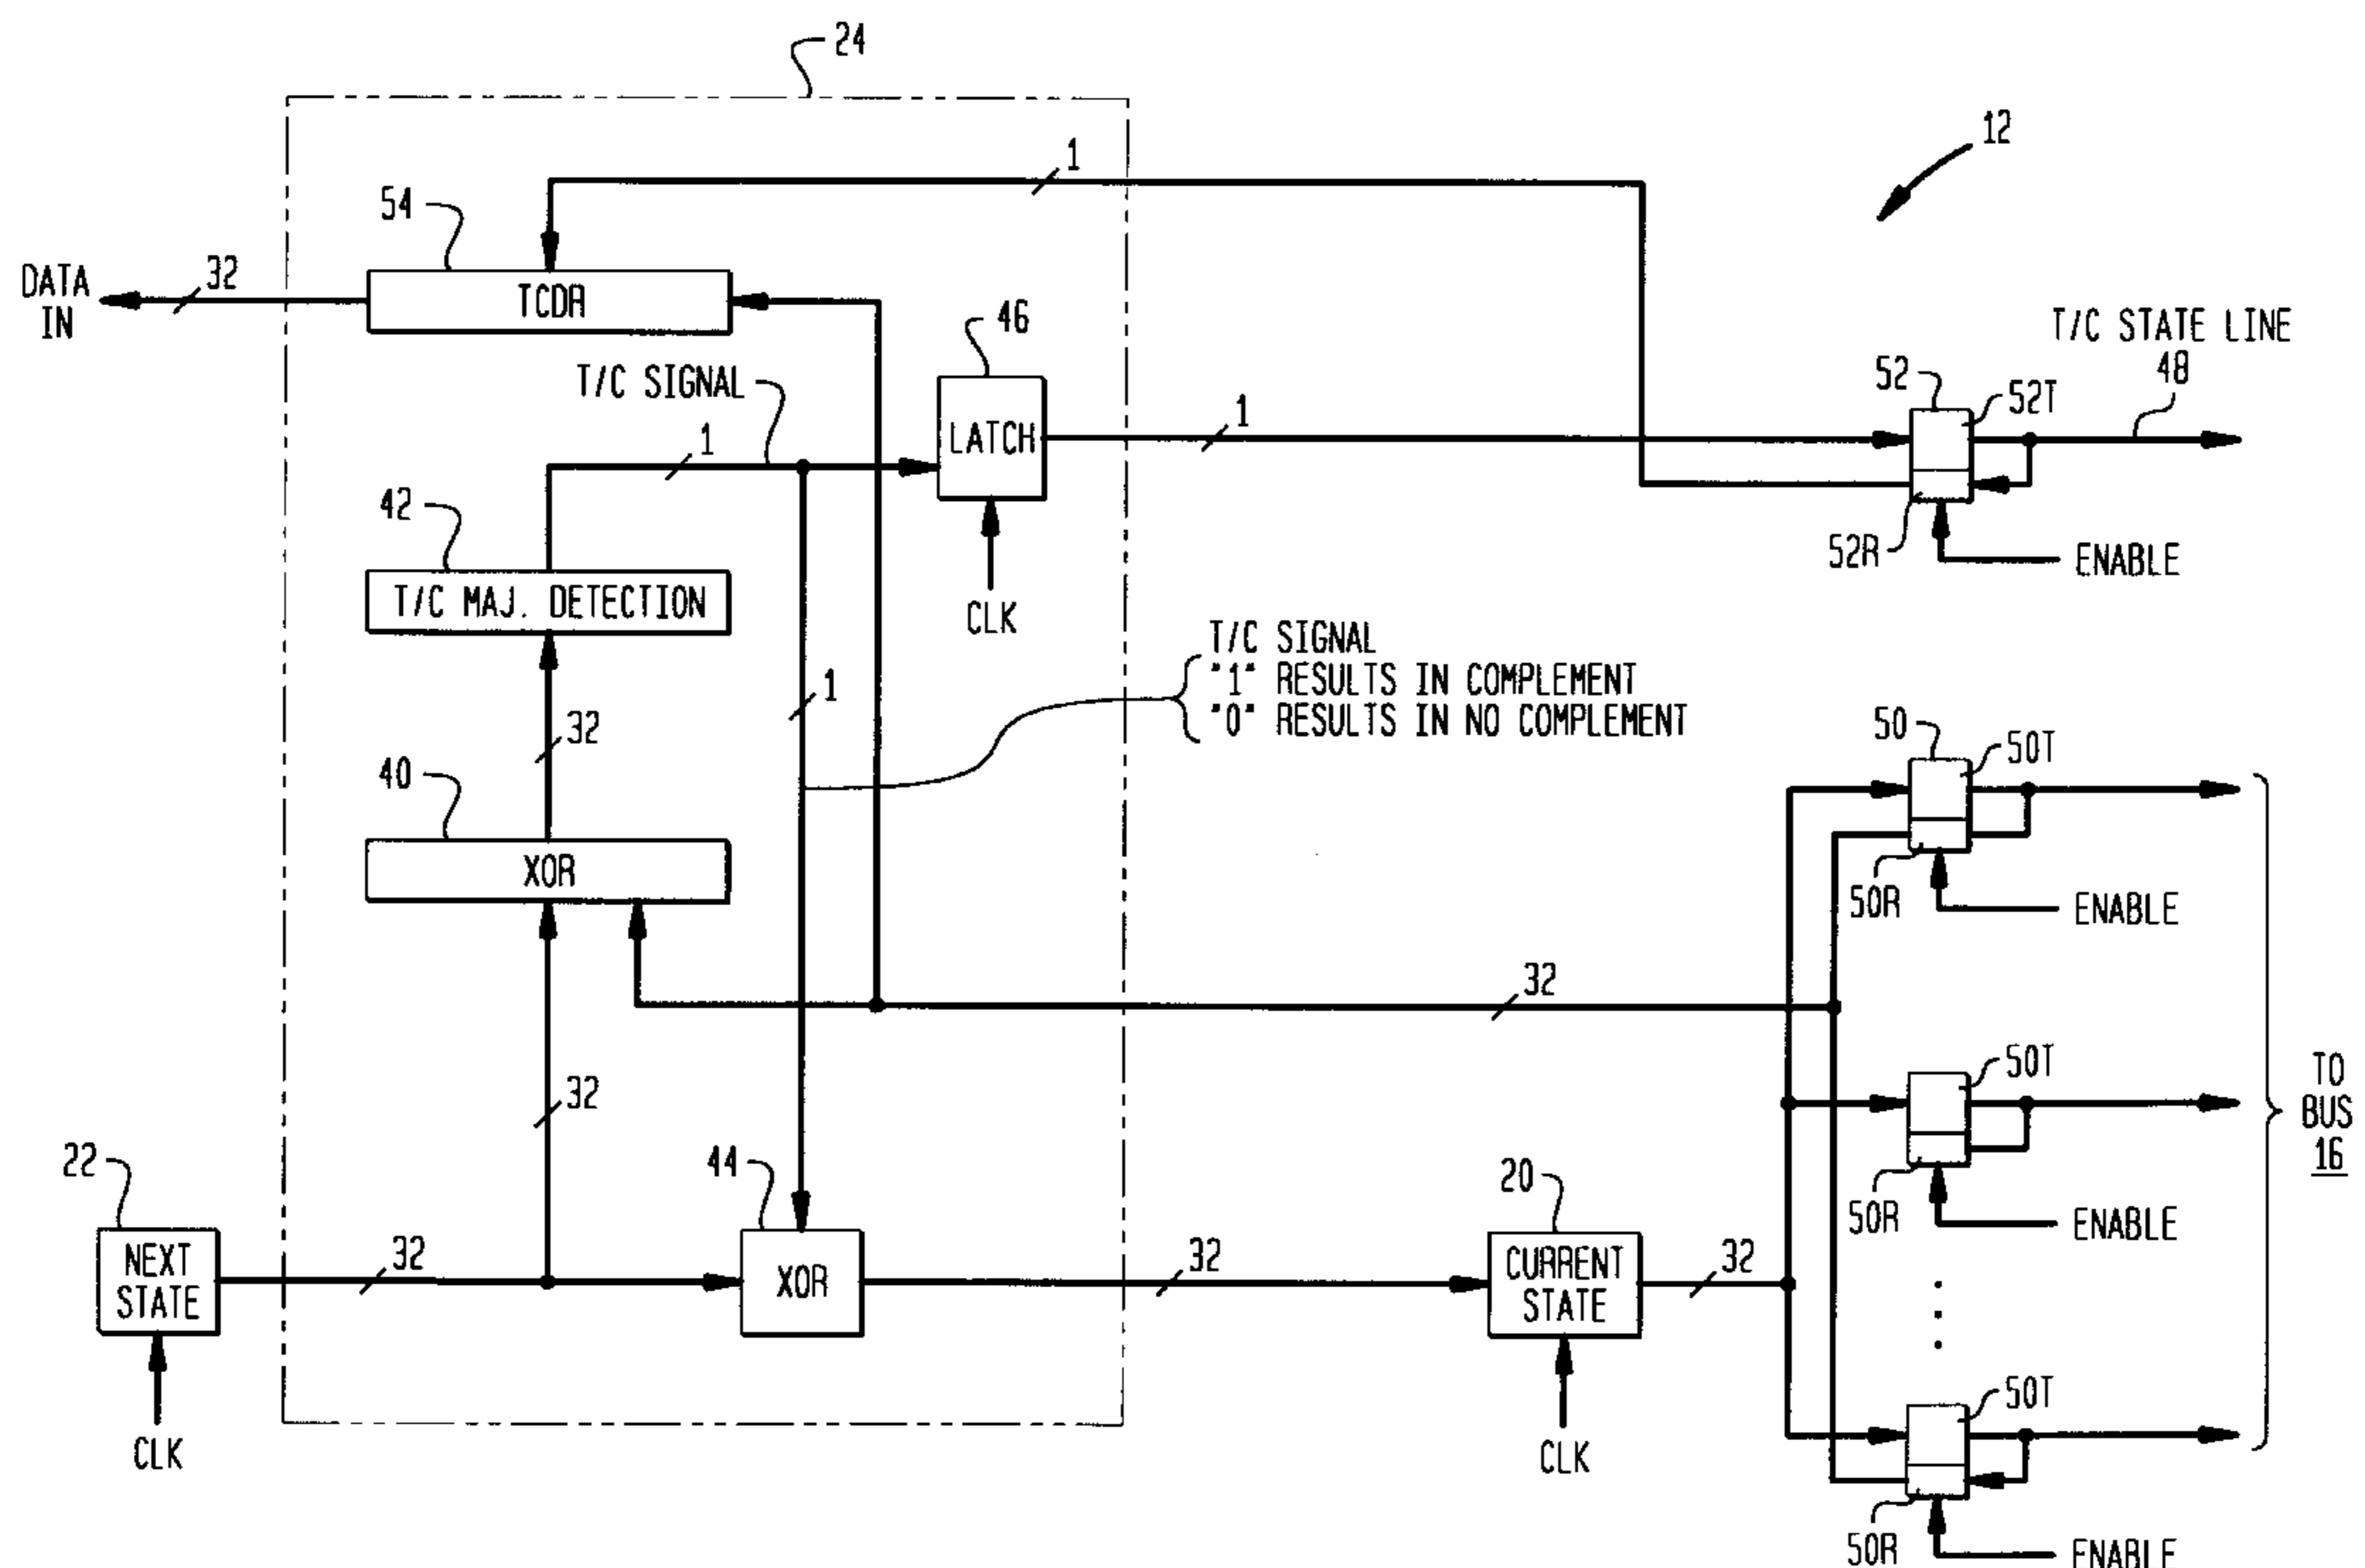 24
12
1
54
DATA
IN
32
TCDR
46
T/C SIGNAL
1
LATCH
1
T/C STATE LINE
48
52
52T
52R
ENABLE
42
T/C MAJ. DETECTION
CLK
T/C SIGNAL
"1" RESULTS IN COMPLEMENT
"0" RESULTS IN NO COMPLEMENT
1
32
40
XOR
50
50T
50R
ENABLE
32
32
50T
50R
ENABLE
TO
BUS
16
22
NEXT
STATE
CLK
32
44
XOR
32
20
CURRENT
STATE
CLK
32
50T
50R
ENABLE